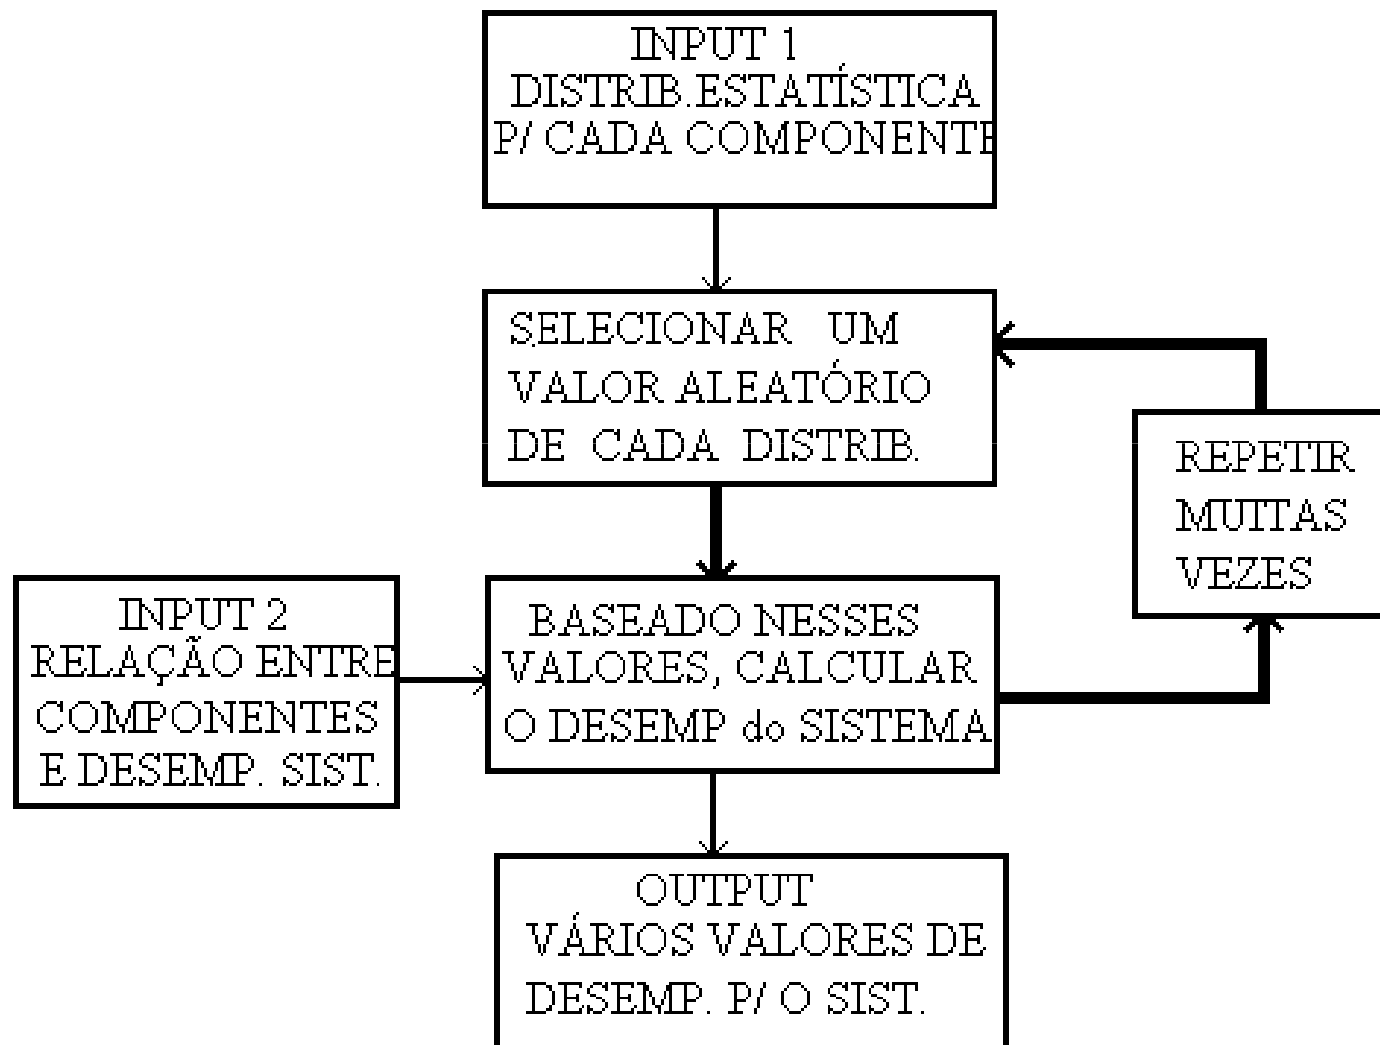 INPUT 1
DISTRIB.ESTATÍSTICA
P/ CADA COMPONENTE
SELECIONAR UM
VALOR ALEATÓRIO
DE CADA DISTRIB.
REPETIR
MUITAS
VEZES
INPUT 2
RELAÇÃO ENTRE
COMPONENTES
E DESEMP. SIST.
BASEADO NESSES
VALORES, CALCULAR
O DESEMP do SISTEMA
OUTPUT
VÁRIOS VALORES DE
DESEMP. P/ O SIST.